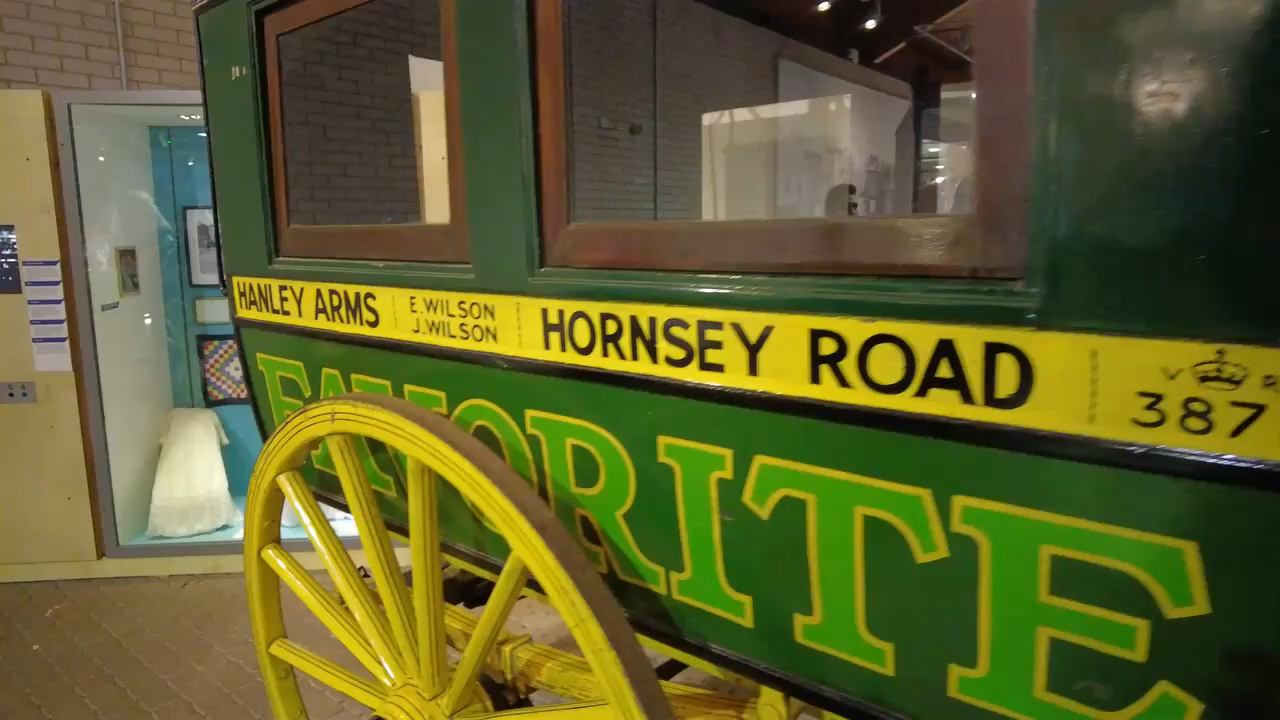 HANLEY ARMS
E.WILSON
J.WILSON
HORNSEY ROAD
V R
387
FAVORITE